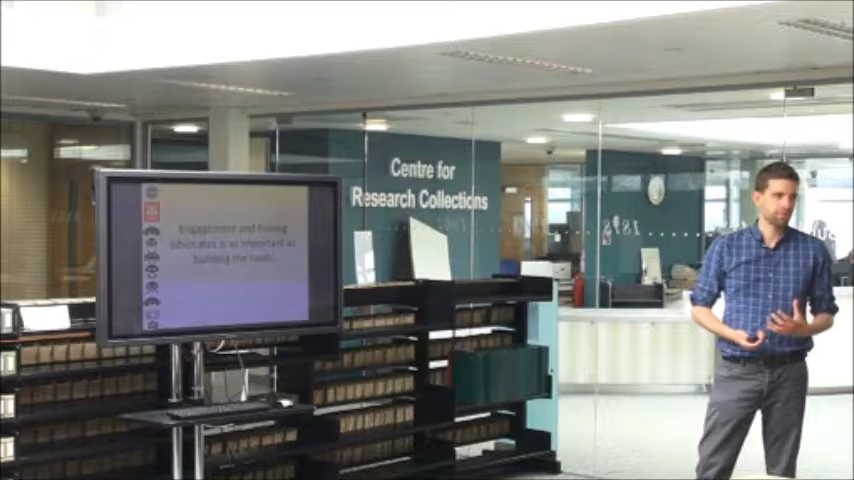 Centre for
Research Collections
Engagement and finding
advocates is as important as
building the tools!